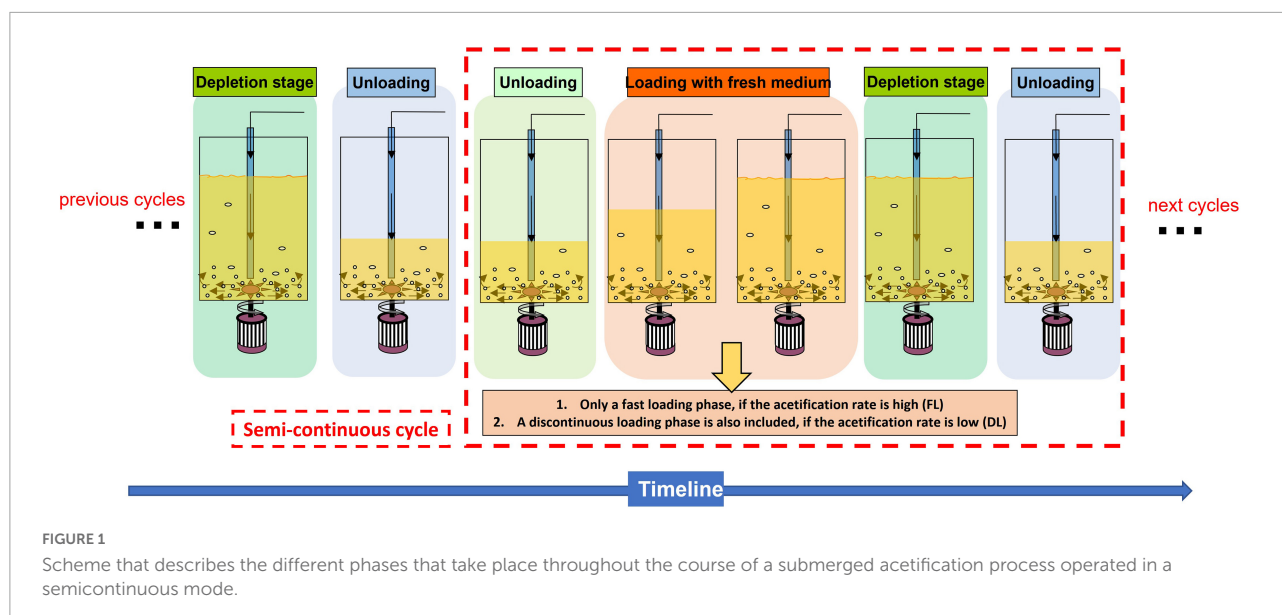 Depletion stage
Unloading
Unloading
Loading with fresh medium
Depletion stage
Unloading
previous cycles
...
next cycles
...
1. Only a fast loading phase, if the acetification rate is high (FL)
2. A discontinuous loading phase is also included, if the acetification rate is low (DL)
Semi-continuous cycle
Timeline
FIGURE 1
Scheme that describes the different phases that take place throughout the course of a submerged acetification process operated in a
semicontinuous mode.